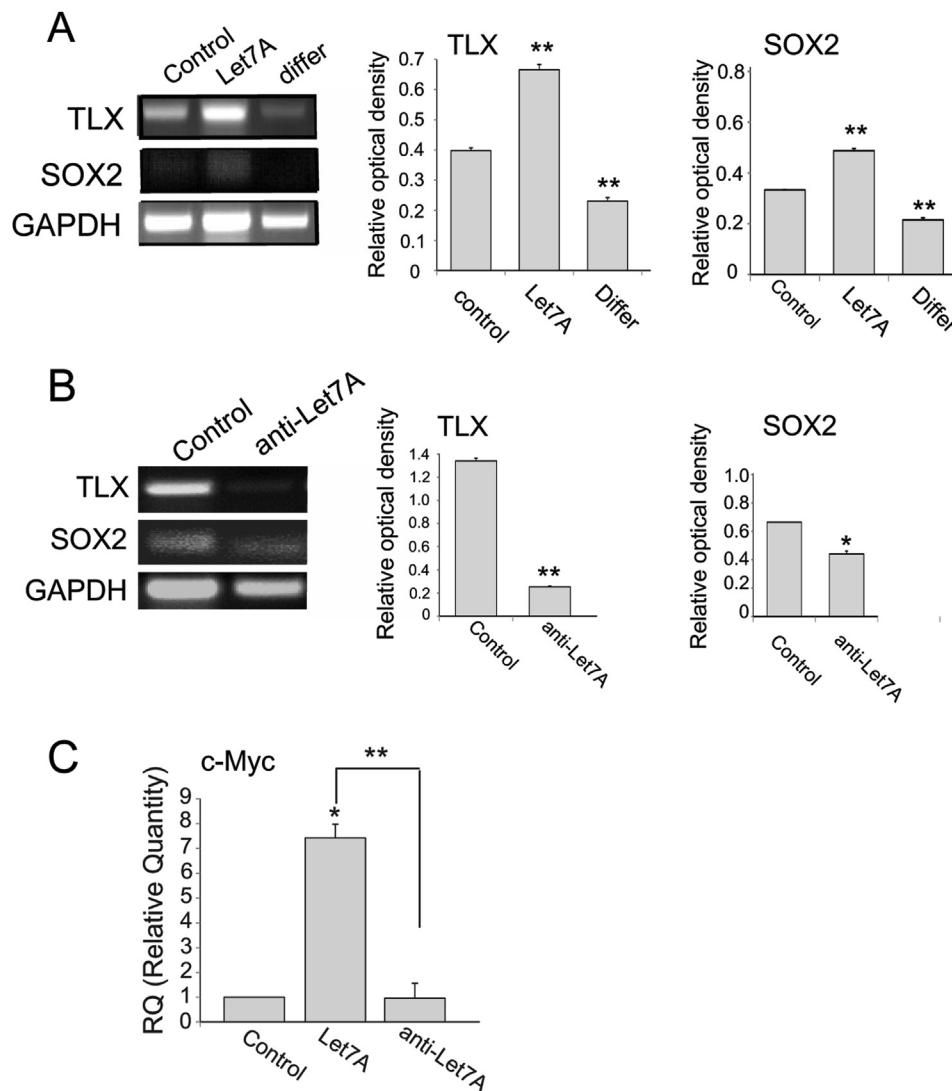 A
Control Let7A differ
TLX
SOX2
GAPDH
TLX
Relative optical density
0.7
0.6
0.5
0.4
0.3
0.2
0.1
0
**
**
control Let7A Differ
SOX2
Relative optical density
0.8
0.6
0.4
0.2
0
**
**
Control Let7A Differ
B
Control anti-Let7A
TLX
SOX2
GAPDH
TLX
Relative optical density
1.4
1.2
1.0
0.8
0.6
0.4
0.2
0
**
Control anti-Let7A
SOX2
Relative optical density
1.0
0.8
0.6
0.4
0.2
0
*
Control anti-Let7A
C
c-Myc
RQ (Relative Quantity)
9
8
7
6
5
4
3
2
1
0
*
**
Control Let7A anti-Let7A